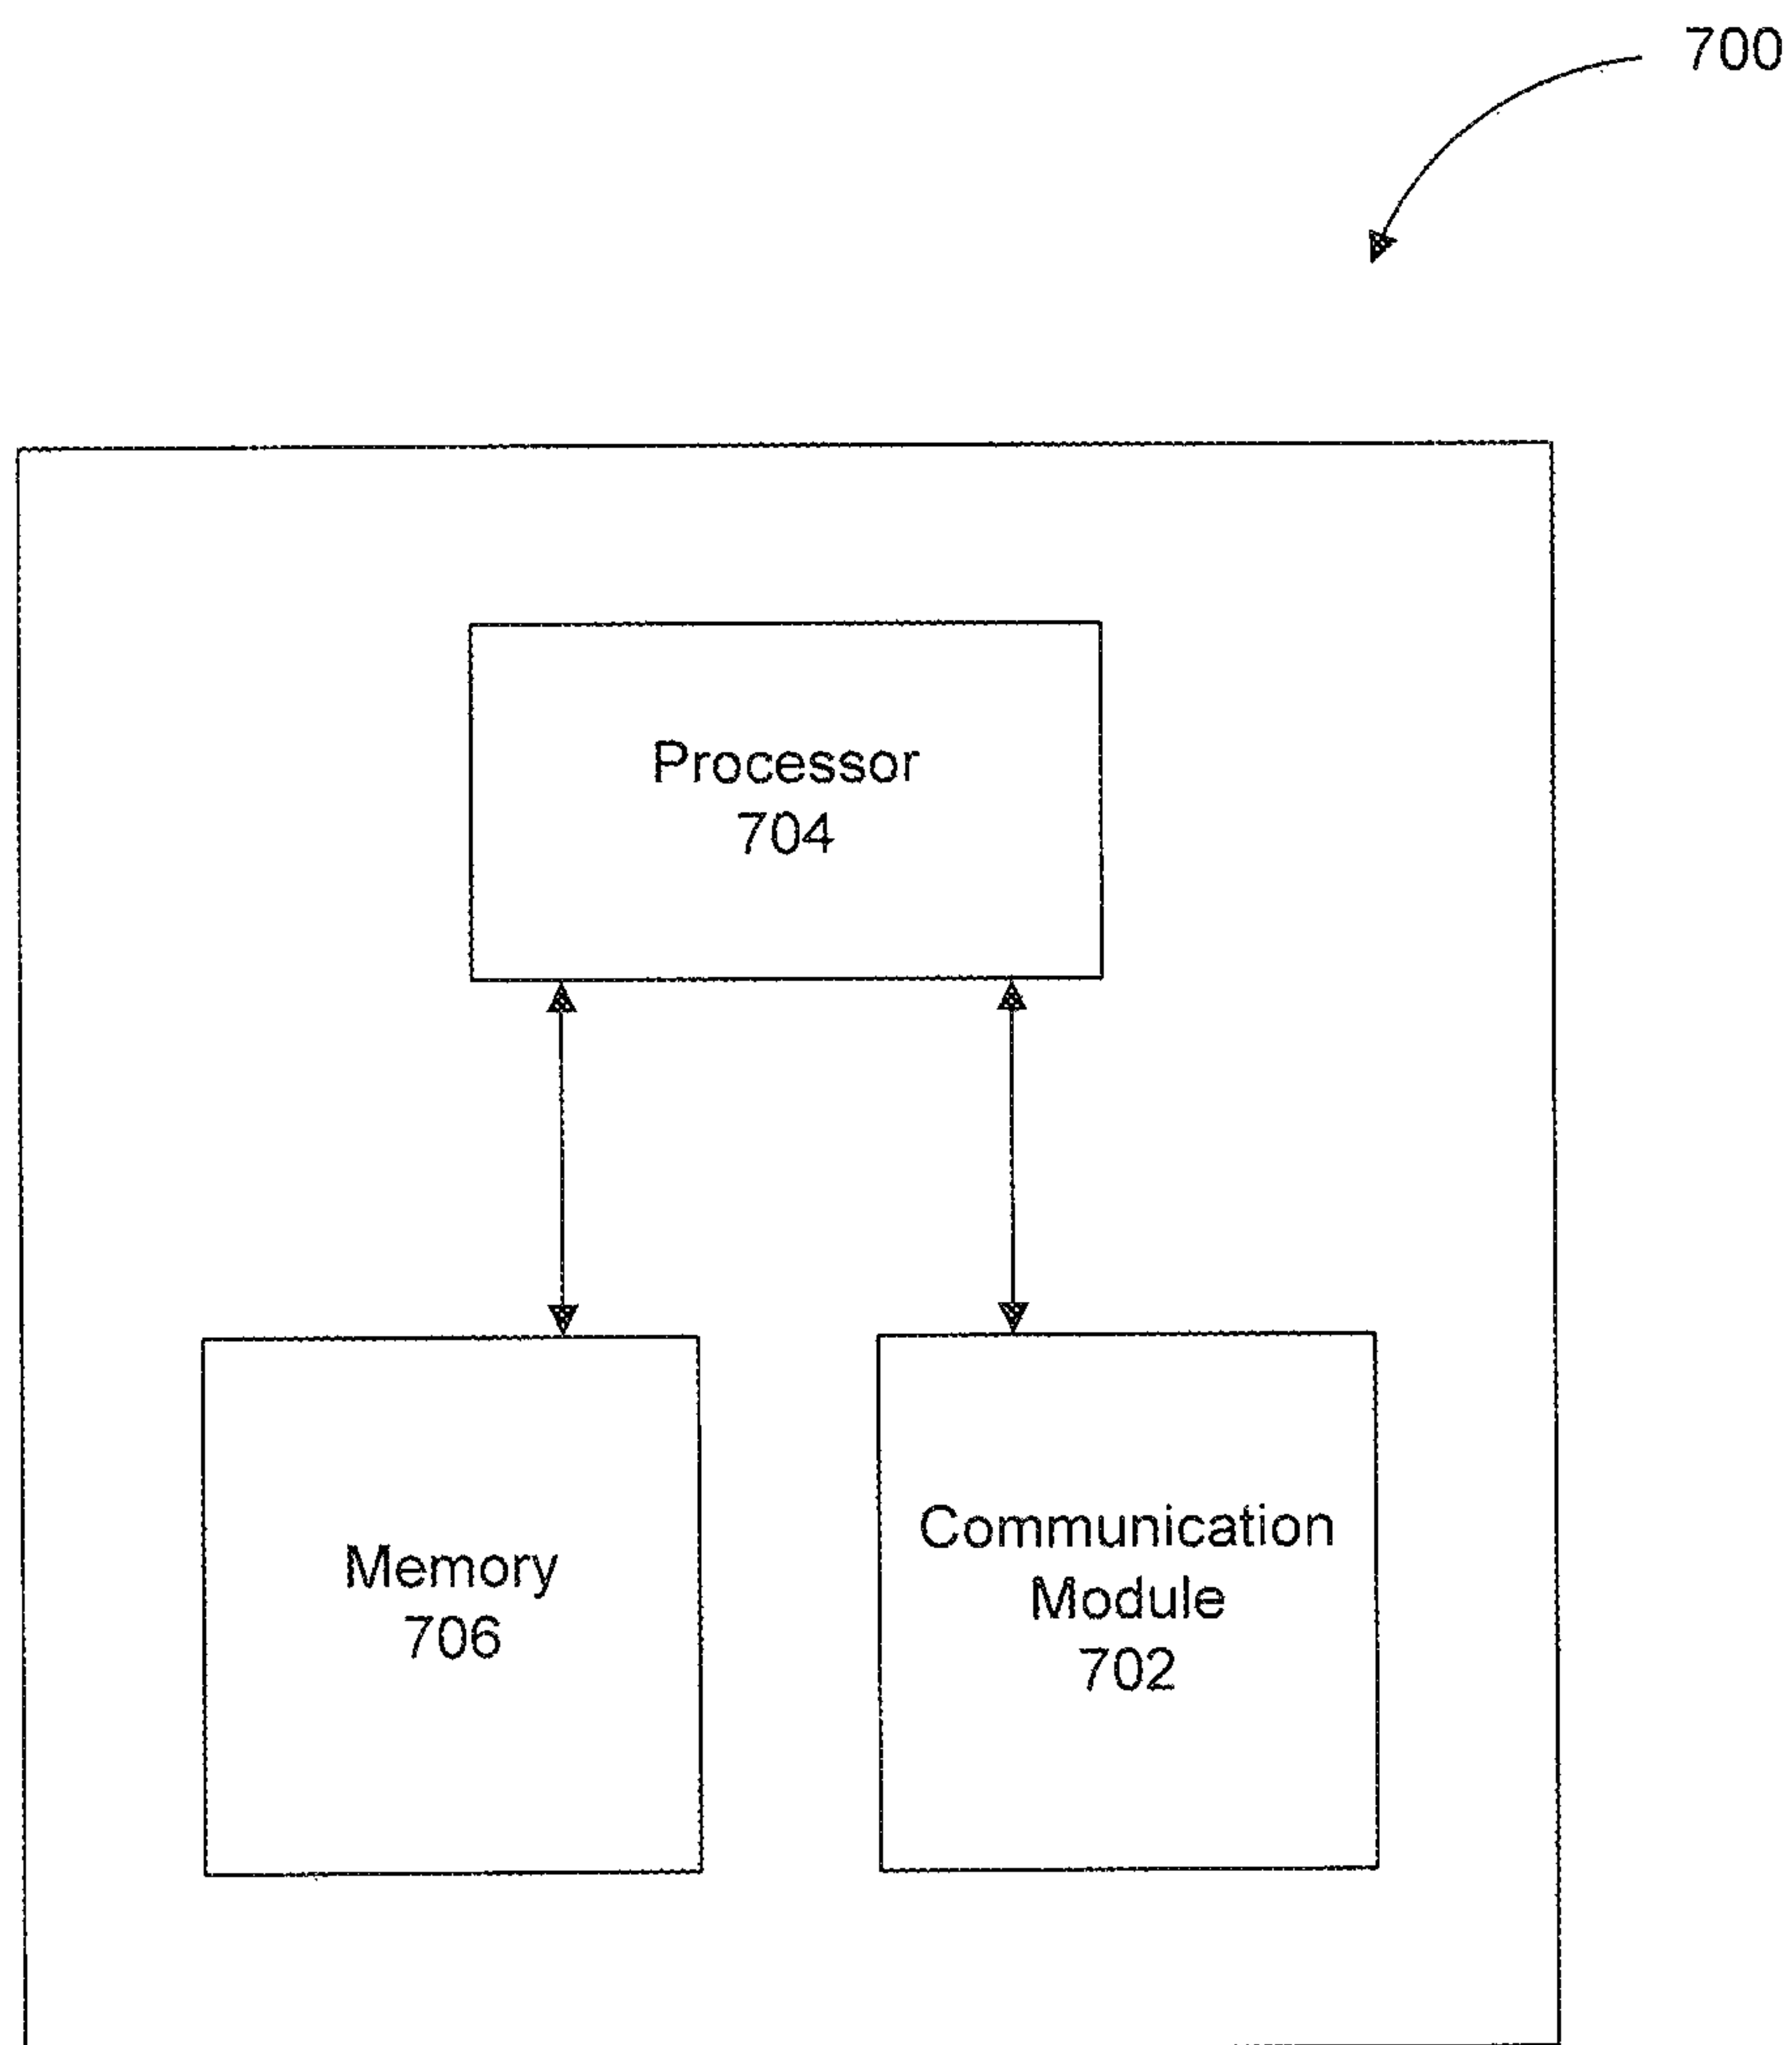 700
Processor
704
Memory
706
Communication
Module
702